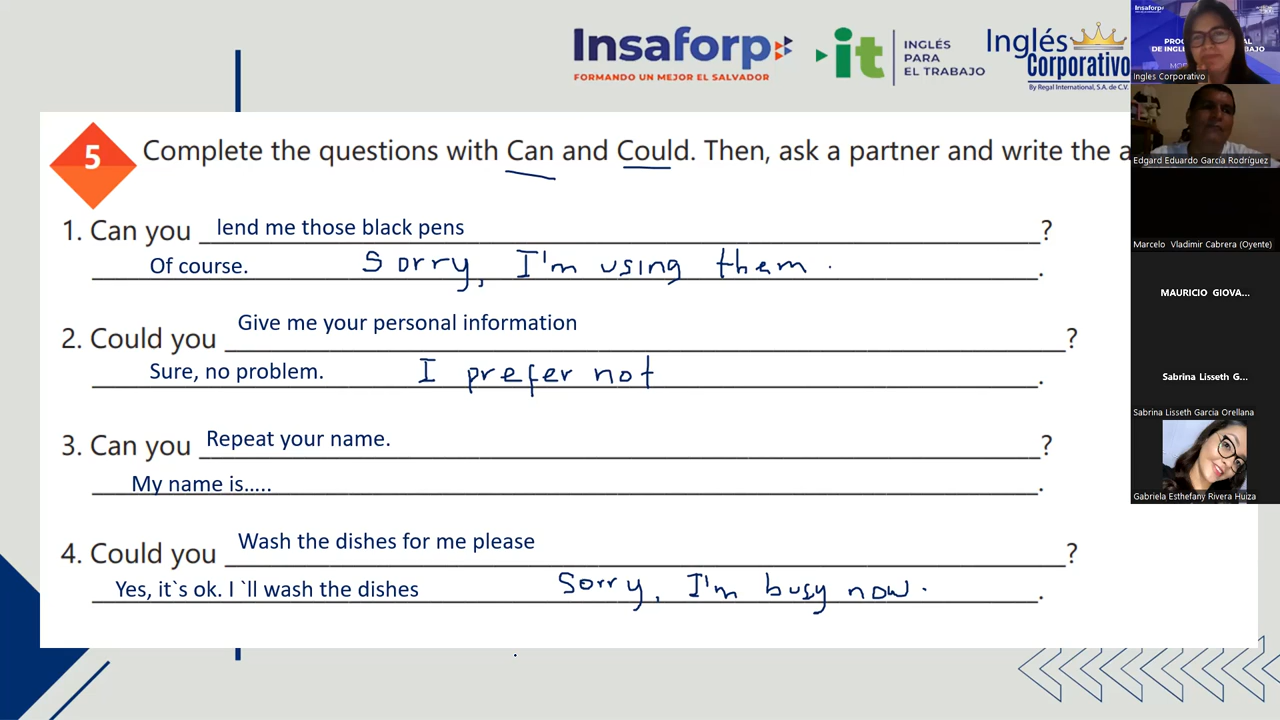 Insaforp
FORMANDO UN MEJOR EL SALVADOR
it
INGLÉS
PARA
EL TRABAJO
Inglés
Corporativo
By Regal International, S.A. de C.V.
Insaforp
Ingles Corporativo
Edgard Eduardo García Rodríguez
Marcelo Vladimir Cabrera (Oyente)
MAURICIO GIOVA...
Sabrina Lisseth G...
Sabrina Lisseth Garcia Orellana
Gabriela Esthefany Rivera Huiza
5 Complete the questions with Can and Could. Then, ask a partner and write the a
1. Can you lend me those black pens ?
Of course. Sorry, I'm using them .
2. Could you Give me your personal information ?
Sure, no problem. I prefer not .
3. Can you Repeat your name. ?
My name is….. .
4. Could you Wash the dishes for me please ?
Yes, it`s ok. I `ll wash the dishes Sorry, I'm busy now. .